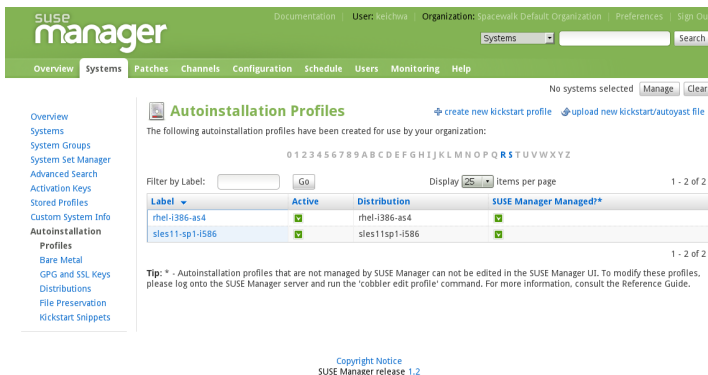 SUSE
manager
Documentation | User: keichwa | Organization: Spacewalk Default Organization | Preferences | Sign Ou
Systems Search
Overview Systems Patches Channels Configuration Schedule Users Monitoring Help
No systems selected Manage Clear
Overview
Systems
System Groups
System Set Manager
Advanced Search
Activation Keys
Stored Profiles
Custom System Info
Autoinstallation
Profiles
Bare Metal
GPG and SSL Keys
Distributions
File Preservation
Kickstart Snippets
Autoinstallation Profiles
create new kickstart profile upload new kickstart/autoyast file
The following autoinstallation profiles have been created for use by your organization:
0 1 2 3 4 5 6 7 8 9 A B C D E F G H I J K L M N O P Q R S T U V W X Y Z
Filter by Label: Go Display 25 items per page 1 - 2 of 2
Label Active Distribution SUSE Manager Managed?*
rhel-i386-as4 rhel-i386-as4
sles11-sp1-i586 sles11sp1-i586
1 - 2 of 2
Tip: * - Autoinstallation profiles that are not managed by SUSE Manager can not be edited in the SUSE Manager UI. To modify these profiles,
please log onto the SUSE Manager server and run the 'cobbler edit profile' command. For more information, consult the Reference Guide.
Copyright Notice
SUSE Manager release 1.2